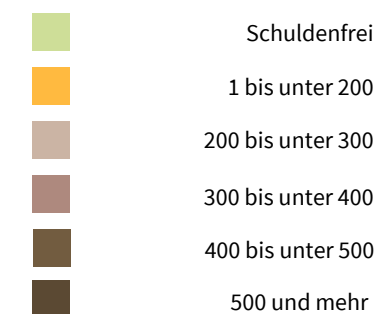 Schuldenfrei
1 bis unter 200
200 bis unter 300
300 bis unter 400
400 bis unter 500
500 und mehr